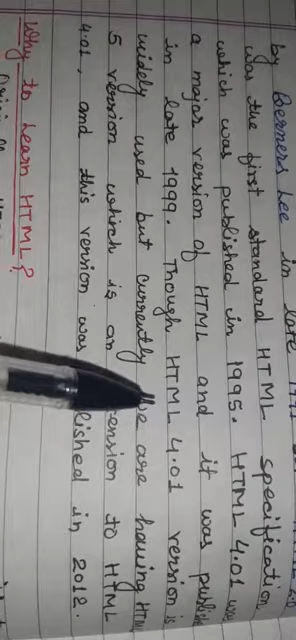 by Berners Lee in late
was the first standard HTML specification
which was published in 1995. HTML 4.01 was
a major version of HTML and it was publish
in late 1999. Though HTML 4.01 version is
widely used but currently we are having HTM
5 version which is an ension to HTML
4.01, and this version was lished in 2012.
Why to learn HTML?